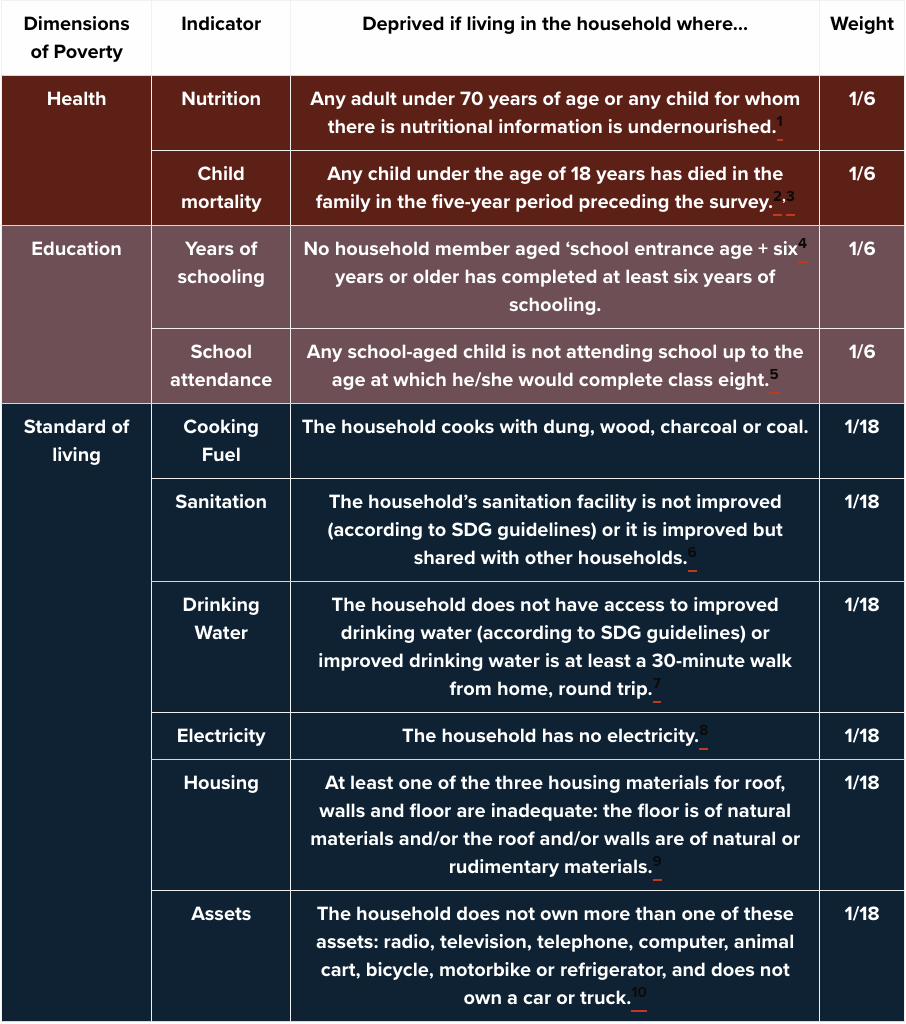 Dimensions of Poverty | Indicator | Deprived if living in the household where... | Weight
Health | Nutrition | Any adult under 70 years of age or any child for whom | 1/6
there is nutritional information is undernourished.1
Child | Any child under the age of 18 years has died in the | 1/6
mortality | family in the five-year period preceding the survey.2,3
Education | Years of | No household member aged ‘school entrance age + six4 | 1/6
schooling | years or older has completed at least six years of
schooling.
School | Any school-aged child is not attending school up to the | 1/6
attendance | age at which he/she would complete class eight.5
Standard of | Cooking | The household cooks with dung, wood, charcoal or coal. | 1/18
living | Fuel
Sanitation | The household’s sanitation facility is not improved | 1/18
(according to SDG guidelines) or it is improved but
shared with other households.6
Drinking | The household does not have access to improved | 1/18
Water | drinking water (according to SDG guidelines) or
improved drinking water is at least a 30-minute walk
from home, round trip.7
Electricity | The household has no electricity.8 | 1/18
Housing | At least one of the three housing materials for roof, | 1/18
walls and floor are inadequate: the floor is of natural
materials and/or the roof and/or walls are of natural or
rudimentary materials.9
Assets | The household does not own more than one of these | 1/18
assets: radio, television, telephone, computer, animal
cart, bicycle, motorbike or refrigerator, and does not
own a car or truck.10